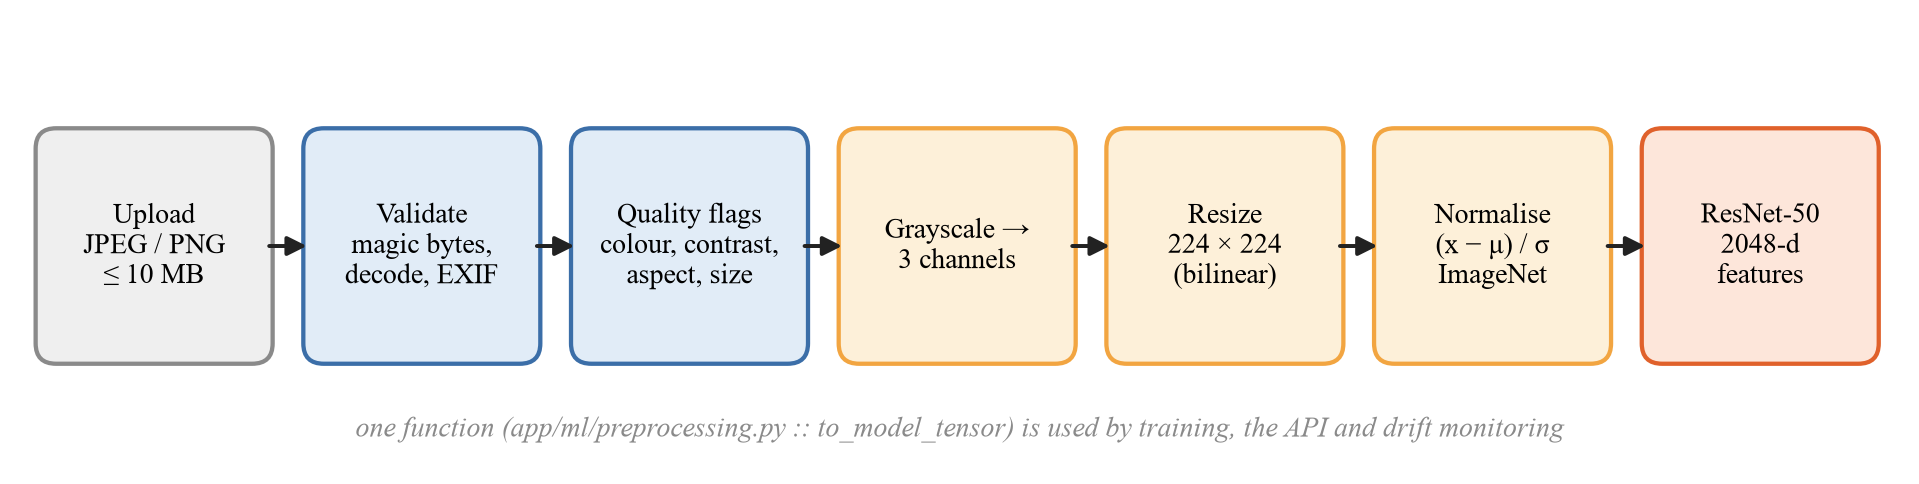 Upload
JPEG / PNG
≤ 10 MB
Validate
magic bytes,
decode, EXIF
Quality flags
colour, contrast,
aspect, size
Grayscale →
3 channels
Resize
224 × 224
(bilinear)
Normalise
(x − μ) / σ
ImageNet
ResNet-50
2048-d
features
one function (app/ml/preprocessing.py :: to_model_tensor) is used by training, the API and drift monitoring